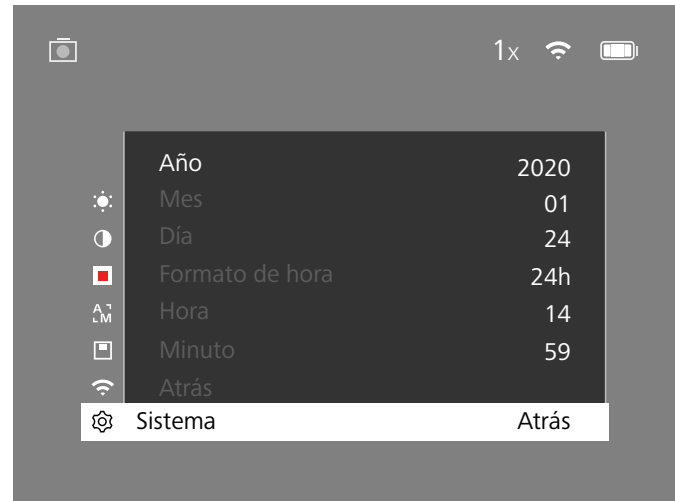 1x
Año 2020
Mes 01
Día 24
Formato de hora 24h
Hora 14
Minuto 59
Atrás
Sistema Atrás